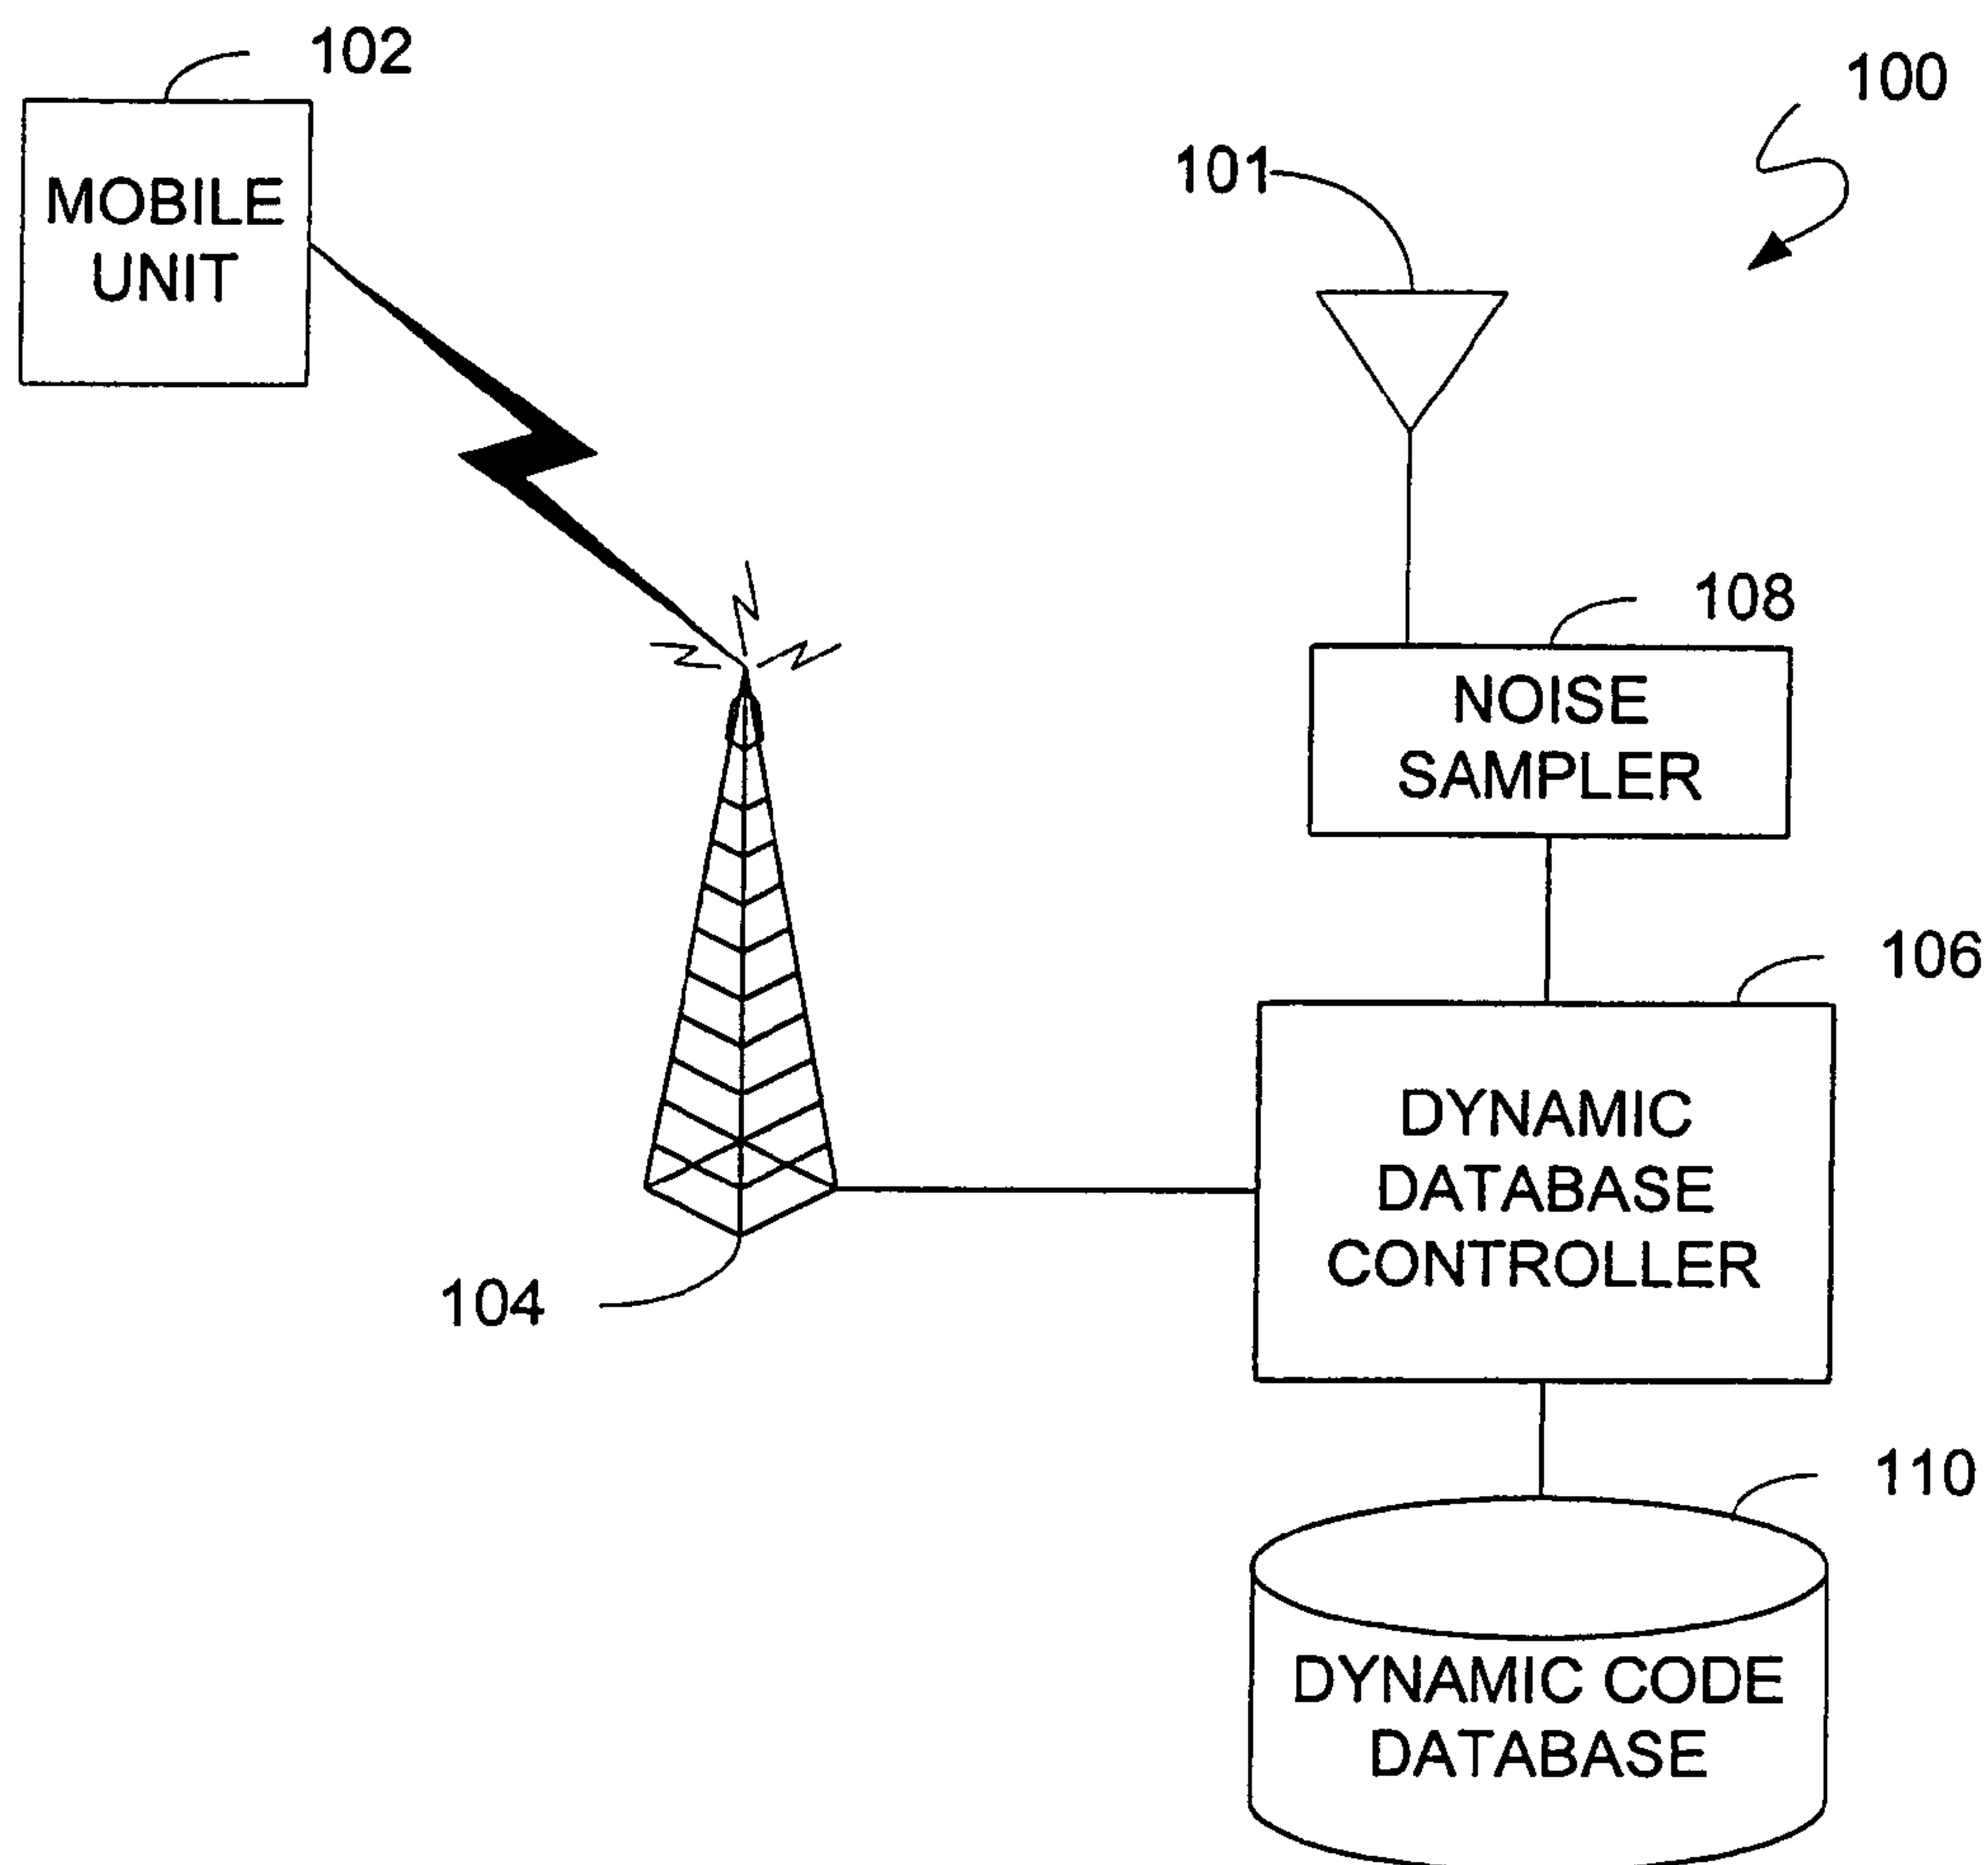 102
100
101
MOBILE
UNIT
108
NOISE
SAMPLER
106
DYNAMIC
DATABASE
CONTROLLER
104
110
DYNAMIC CODE
DATABASE